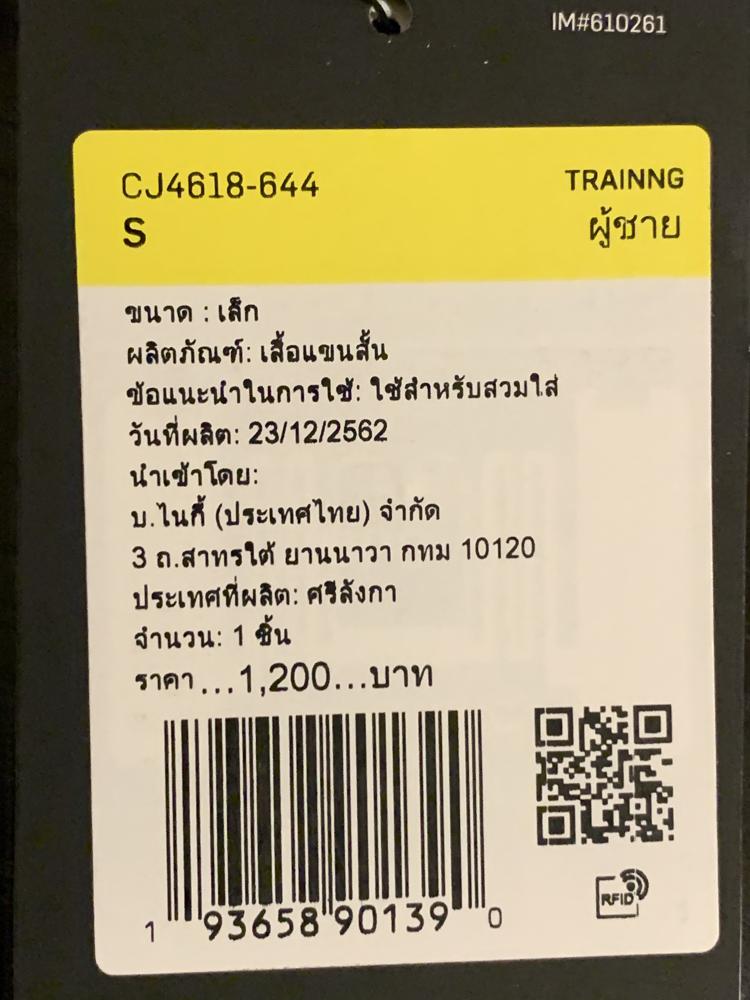 IM#610261
CJ4618-644
TRAINNG
S
ผู้ชาย
ขนาด : เล็ก
ผลิตภัณฑ์: เสื้อแขนสั้น
ข้อแนะนำในการใช้: ใช้สำหรับสวมใส่
วันที่ผลิต: 23/12/2562
นำเข้าโดย:
บ.ไนกี้ (ประเทศไทย) จำกัด
3 ถ.สาทรใต้ ยานนาวา กทม 10120
ประเทศที่ผลิต: ศรีลังกา
จำนวน: 1 ชิ้น
ราคา ...1,200...บาท
1 93658 90139 0
RFID